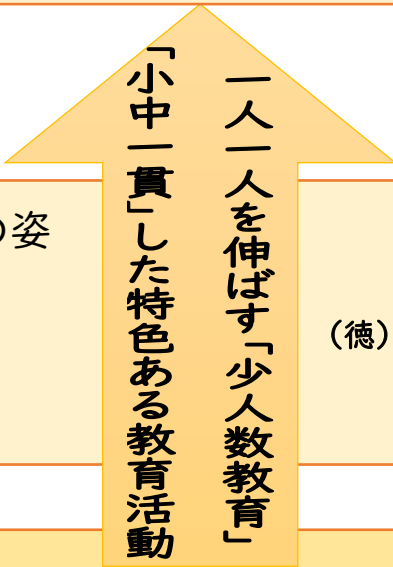 一人一人を伸ばす「少人数教育」
「小中一貫」した特色ある教育活動
の姿
（徳）